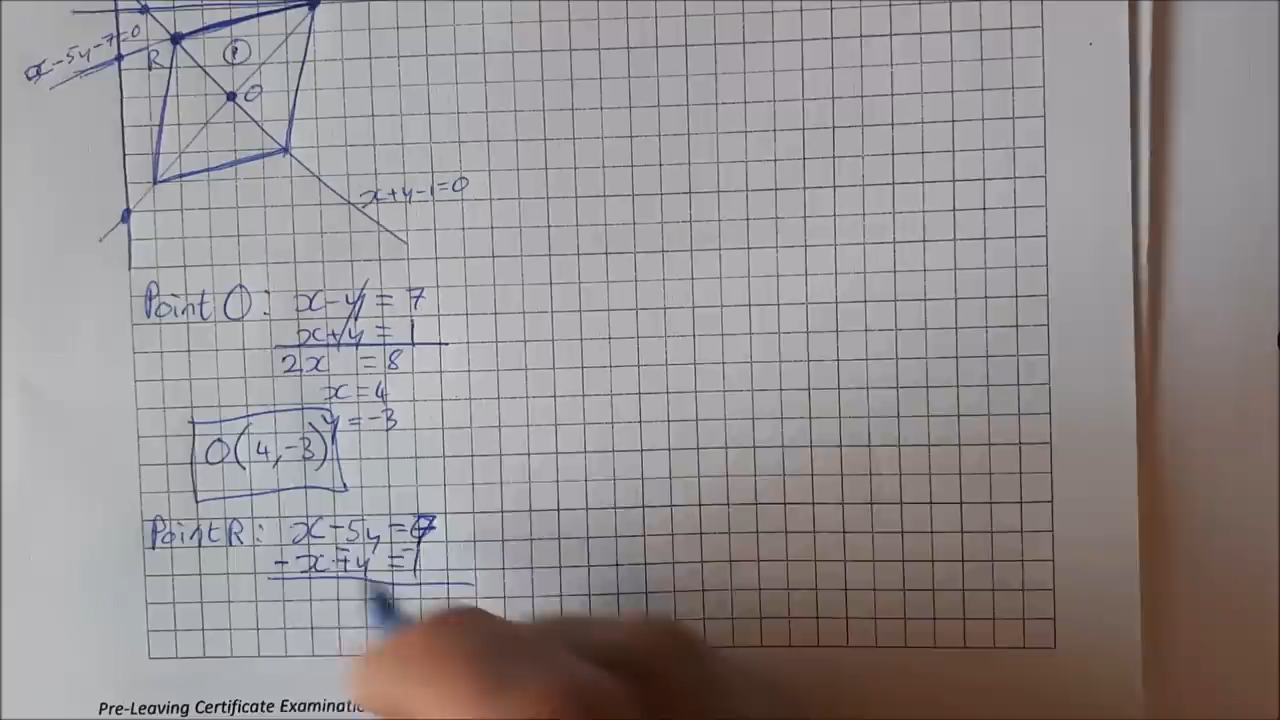 x-5y-7=0
R
①
O
x+y-1=0
Point O: x-y = 7
x+y = 1
2x = 8
x = 4
y = -3
O(4,-3)
Point R: x-5y = 7
Pre-Leaving Certificate